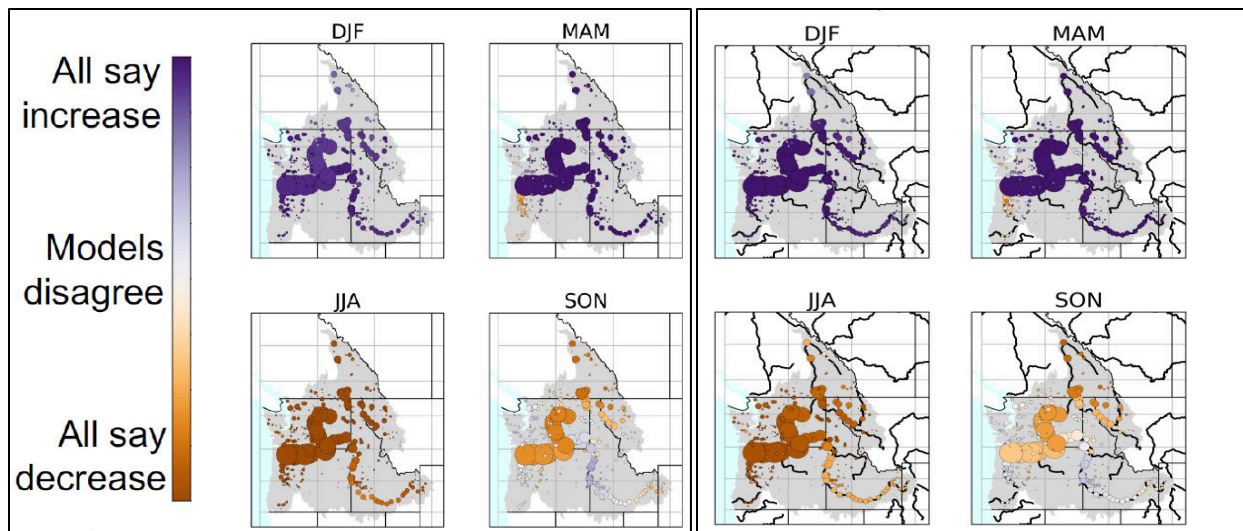 DJF
MAM
DJF
MAM
All say
increase
Models
disagree
JJA
SON
JJA
SON
All say
decrease